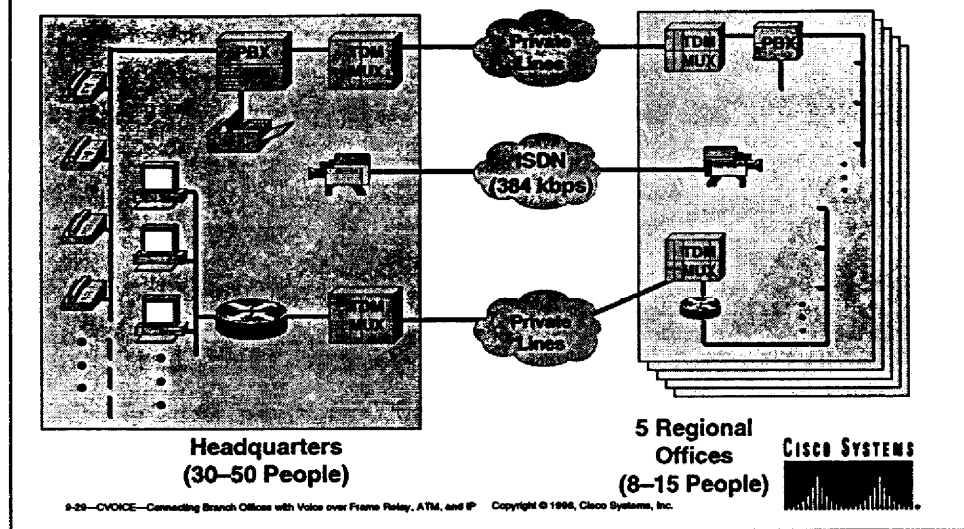 PBX
TDM
MUX
Private
Lines
TDM
MUX
PBX
ISDN
(384 kbps)
TDM
MUX
TDM
MUX
Private
Lines
Headquarters
(30–50 People)
5 Regional
Offices
(8–15 People)
CISCO SYSTEMS
9-29—CVOICE—Connecting Branch Offices with Voice over Frame Relay, ATM, and IP Copyright © 1998, Cisco Systems, Inc.